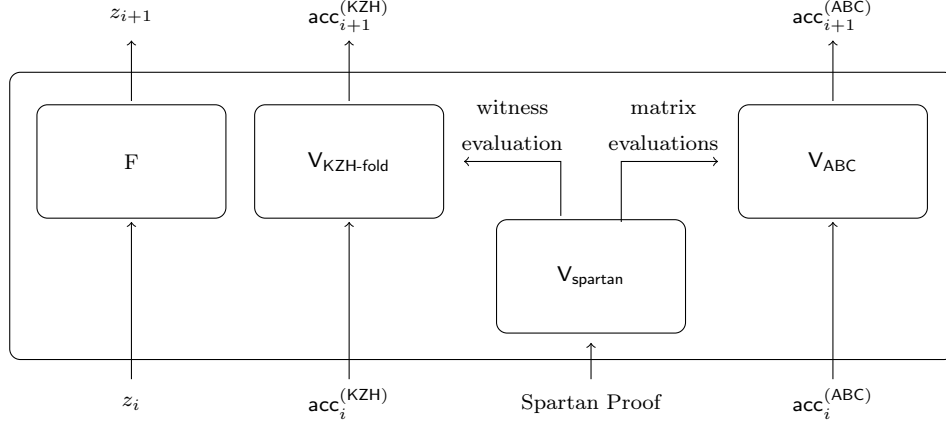 z_{i+1} acc_{i+1}^{(KZH)} acc_{i+1}^{(ABC)}
witness matrix
evaluation evaluations
F V_{KZH-fold} V_{ABC}
V_{spartan}
z_i acc_i^{(KZH)} Spartan Proof acc_i^{(ABC)}